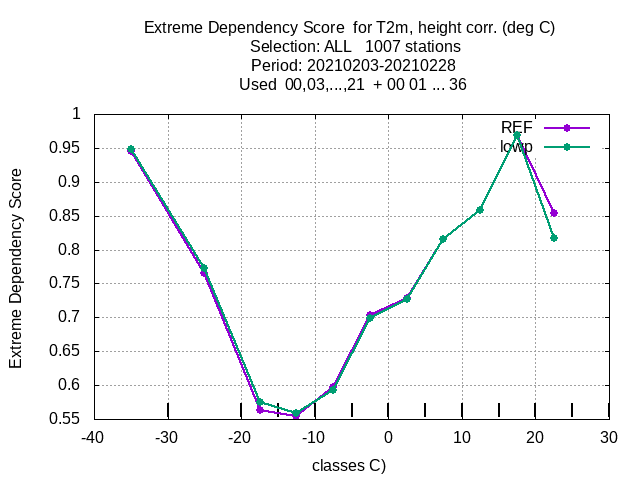 Extreme Dependency Score  for T2m, height corr. (deg C)
Selection: ALL   1007 stations
Period: 20210203-20210228
Used  00,03,...,21  + 00 01 ... 36
Extreme Dependency Score
1
0.95
0.9
0.85
0.8
0.75
0.7
0.65
0.6
0.55
REF
lowp
-40 -30 -20 -10 0 10 20 30
classes C)